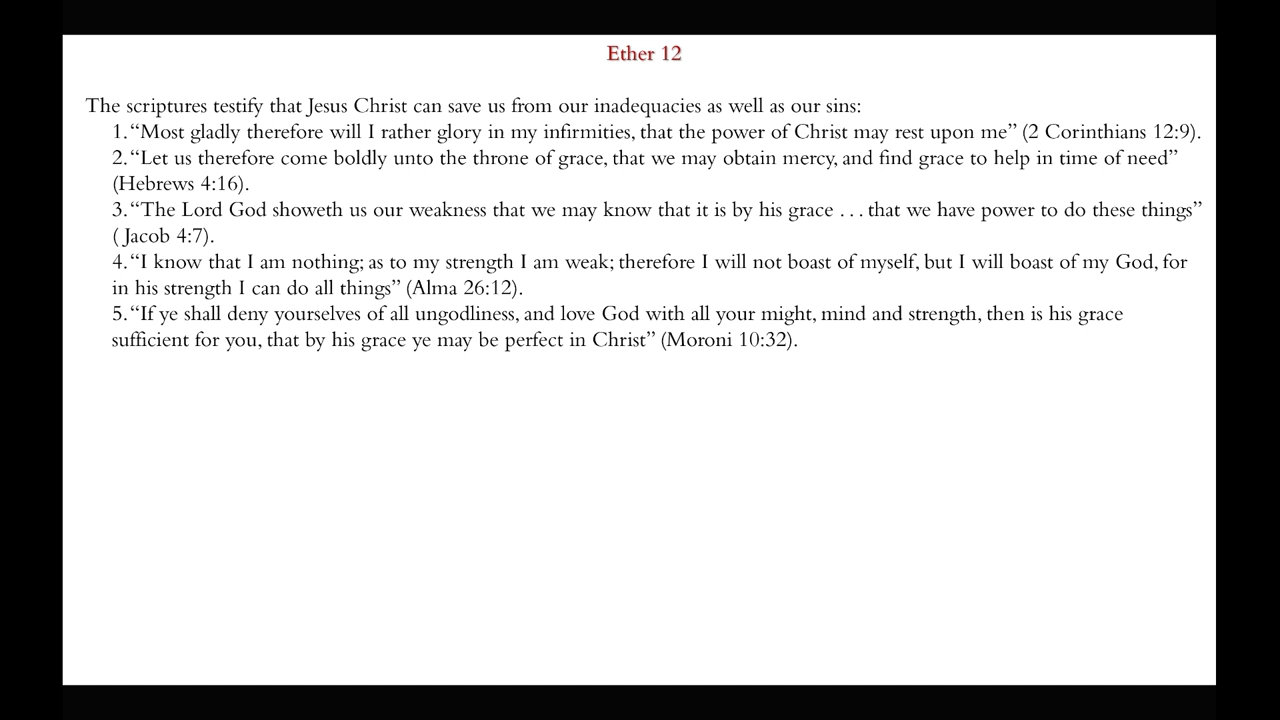 Ether 12
The scriptures testify that Jesus Christ can save us from our inadequacies as well as our sins:
1.“Most gladly therefore will I rather glory in my infirmities, that the power of Christ may rest upon me” (2 Corinthians 12:9).
2.“Let us therefore come boldly unto the throne of grace, that we may obtain mercy, and find grace to help in time of need”
(Hebrews 4:16).
3.“The Lord God showeth us our weakness that we may know that it is by his grace . . . that we have power to do these things”
( Jacob 4:7).
4.“I know that I am nothing; as to my strength I am weak; therefore I will not boast of myself, but I will boast of my God, for
in his strength I can do all things” (Alma 26:12).
5.“If ye shall deny yourselves of all ungodliness, and love God with all your might, mind and strength, then is his grace
sufficient for you, that by his grace ye may be perfect in Christ” (Moroni 10:32).